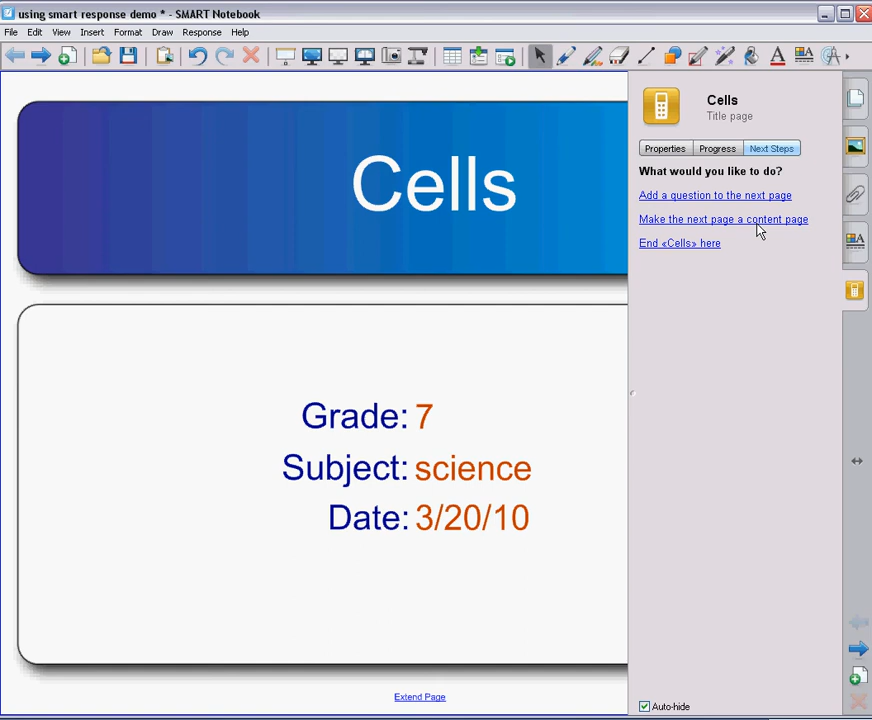 using smart response demo * - SMART Notebook
File Edit View Insert Format Draw Response Help
Cells
Title page
Properties Progress Next Steps
What would you like to do?
Add a question to the next page
Make the next page a content page
End «Cells» here
Cells
Grade: 7
Subject: science
Date: 3/20/10
Extend Page
Auto-hide